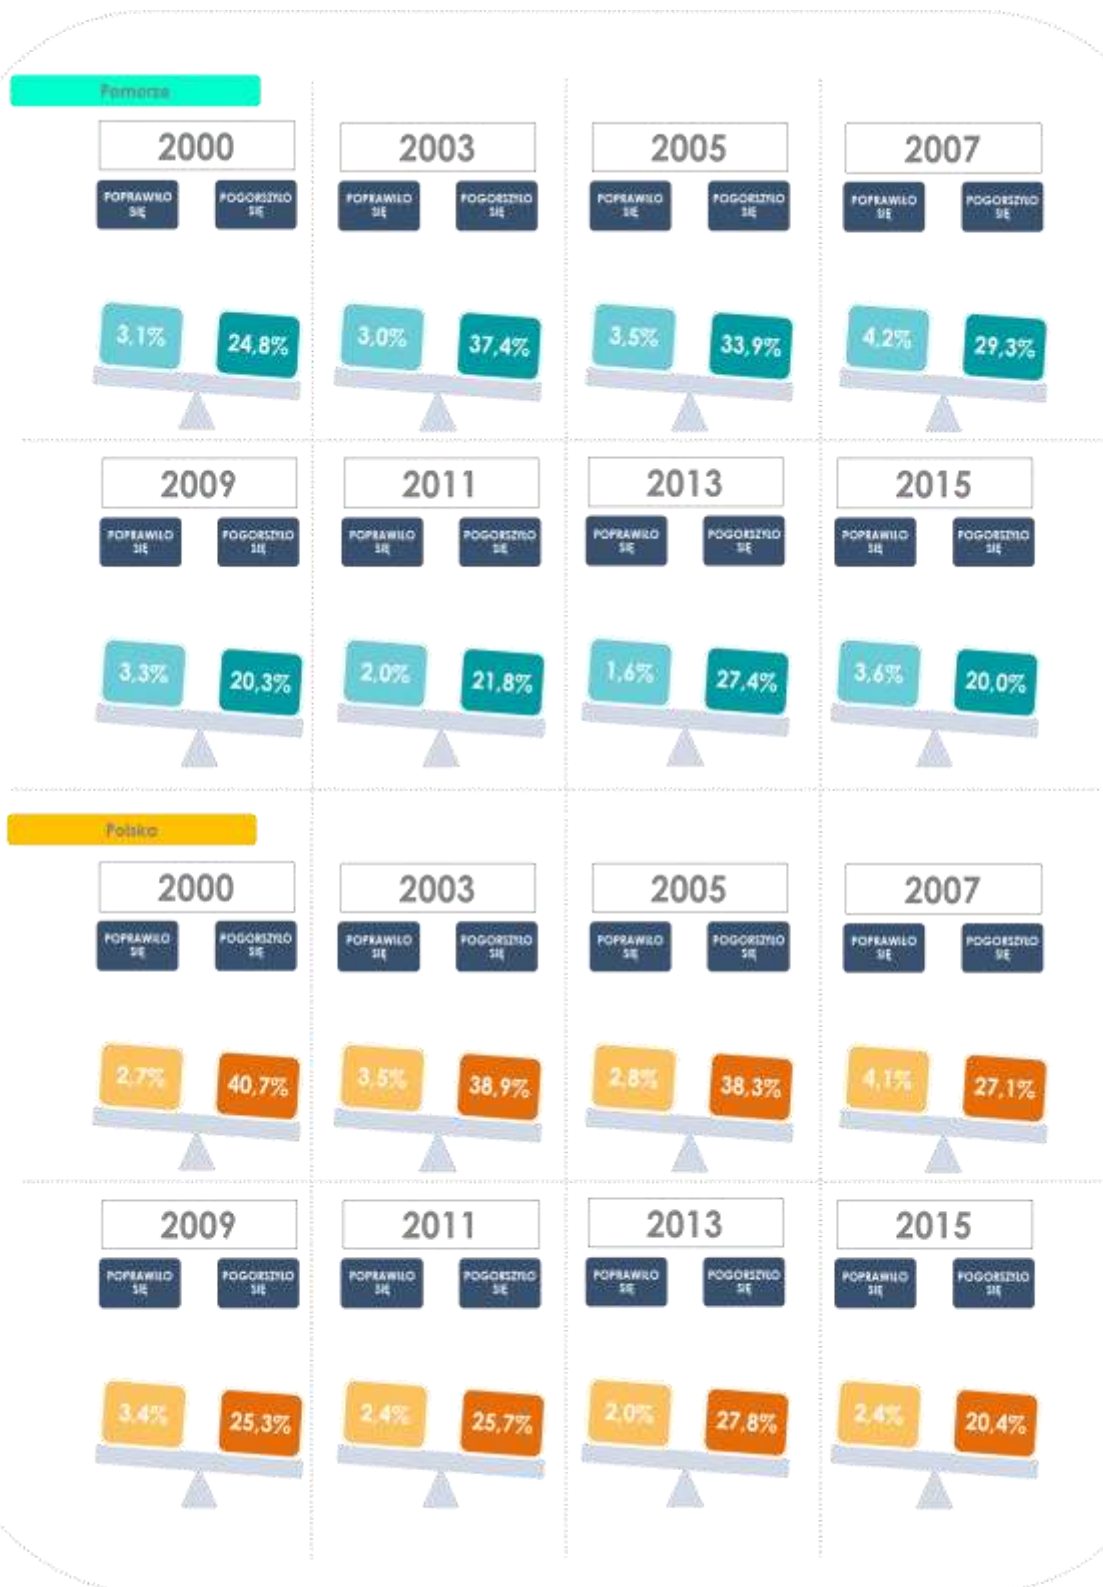 Pomorze
2000 2003 2005 2007
POPRAWIŁO SIĘ POGORSZYŁO SIĘ POPRAWIŁO SIĘ POGORSZYŁO SIĘ POPRAWIŁO SIĘ POGORSZYŁO SIĘ POPRAWIŁO SIĘ POGORSZYŁO SIĘ
3,1% 24,8% 3,0% 37,4% 3,5% 33,9% 4,2% 29,3%
2009 2011 2013 2015
POPRAWIŁO SIĘ POGORSZYŁO SIĘ POPRAWIŁO SIĘ POGORSZYŁO SIĘ POPRAWIŁO SIĘ POGORSZYŁO SIĘ POPRAWIŁO SIĘ POGORSZYŁO SIĘ
3,3% 20,3% 2,0% 21,8% 1,6% 27,4% 3,6% 20,0%
Polska
2000 2003 2005 2007
POPRAWIŁO SIĘ POGORSZYŁO SIĘ POPRAWIŁO SIĘ POGORSZYŁO SIĘ POPRAWIŁO SIĘ POGORSZYŁO SIĘ POPRAWIŁO SIĘ POGORSZYŁO SIĘ
2,7% 40,7% 3,5% 38,9% 2,8% 38,3% 4,1% 27,1%
2009 2011 2013 2015
POPRAWIŁO SIĘ POGORSZYŁO SIĘ POPRAWIŁO SIĘ POGORSZYŁO SIĘ POPRAWIŁO SIĘ POGORSZYŁO SIĘ POPRAWIŁO SIĘ POGORSZYŁO SIĘ
3,4% 25,3% 2,4% 25,7% 2,0% 27,8% 2,4% 20,4%